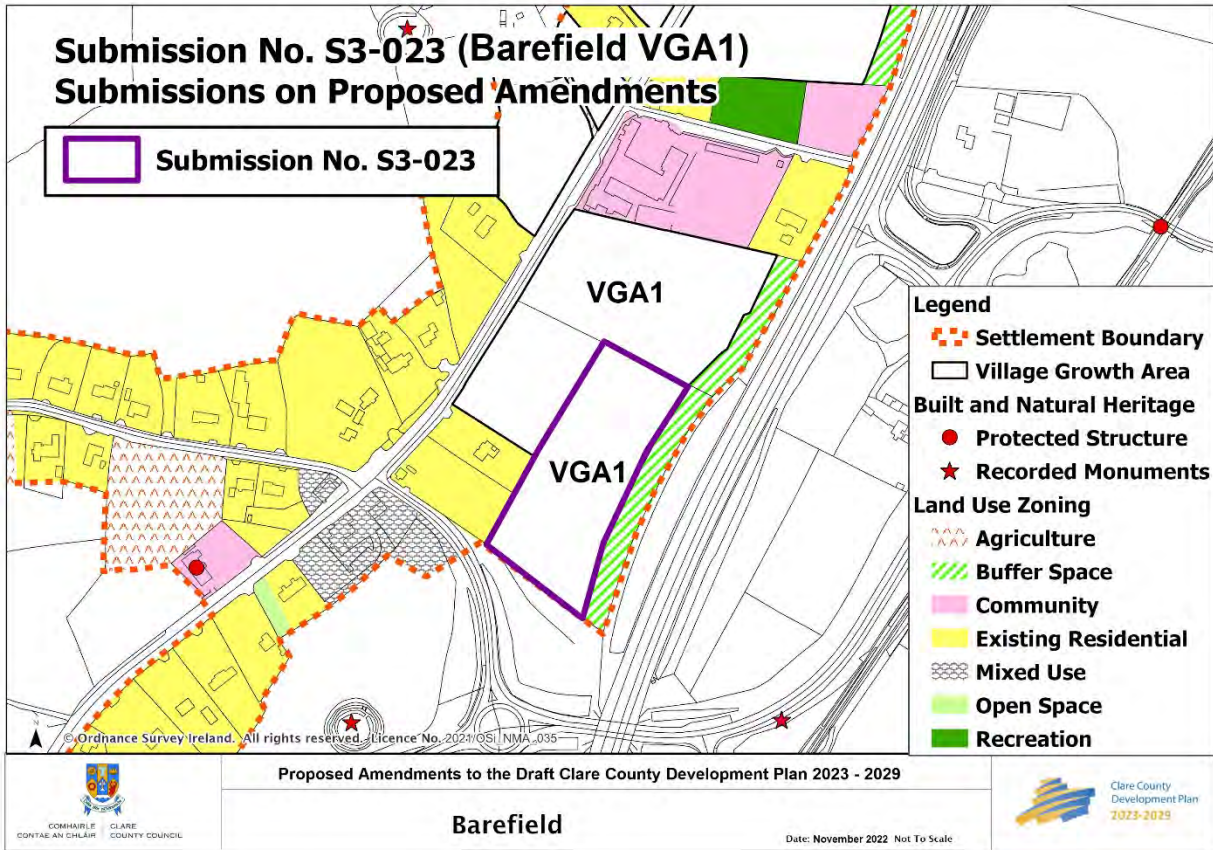 Submission No. S3-023 (Barefield VGA1)
Submissions on Proposed Amendments
Submission No. S3-023
VGA1
VGA1
Legend
Settlement Boundary
Village Growth Area
Built and Natural Heritage
Protected Structure
Recorded Monuments
Land Use Zoning
Agriculture
Buffer Space
Community
Existing Residential
Mixed Use
Open Space
Recreation
N
© Ordnance Survey Ireland. All rights reserved. Licence No. 2021/OSi_NMA_035
COMHAIRLE CLARE
CONTAE AN CHLÁIR COUNTY COUNCIL
Proposed Amendments to the Draft Clare County Development Plan 2023 - 2029
Barefield
Date: November 2022 Not To Scale
Clare County
Development Plan
2023-2029